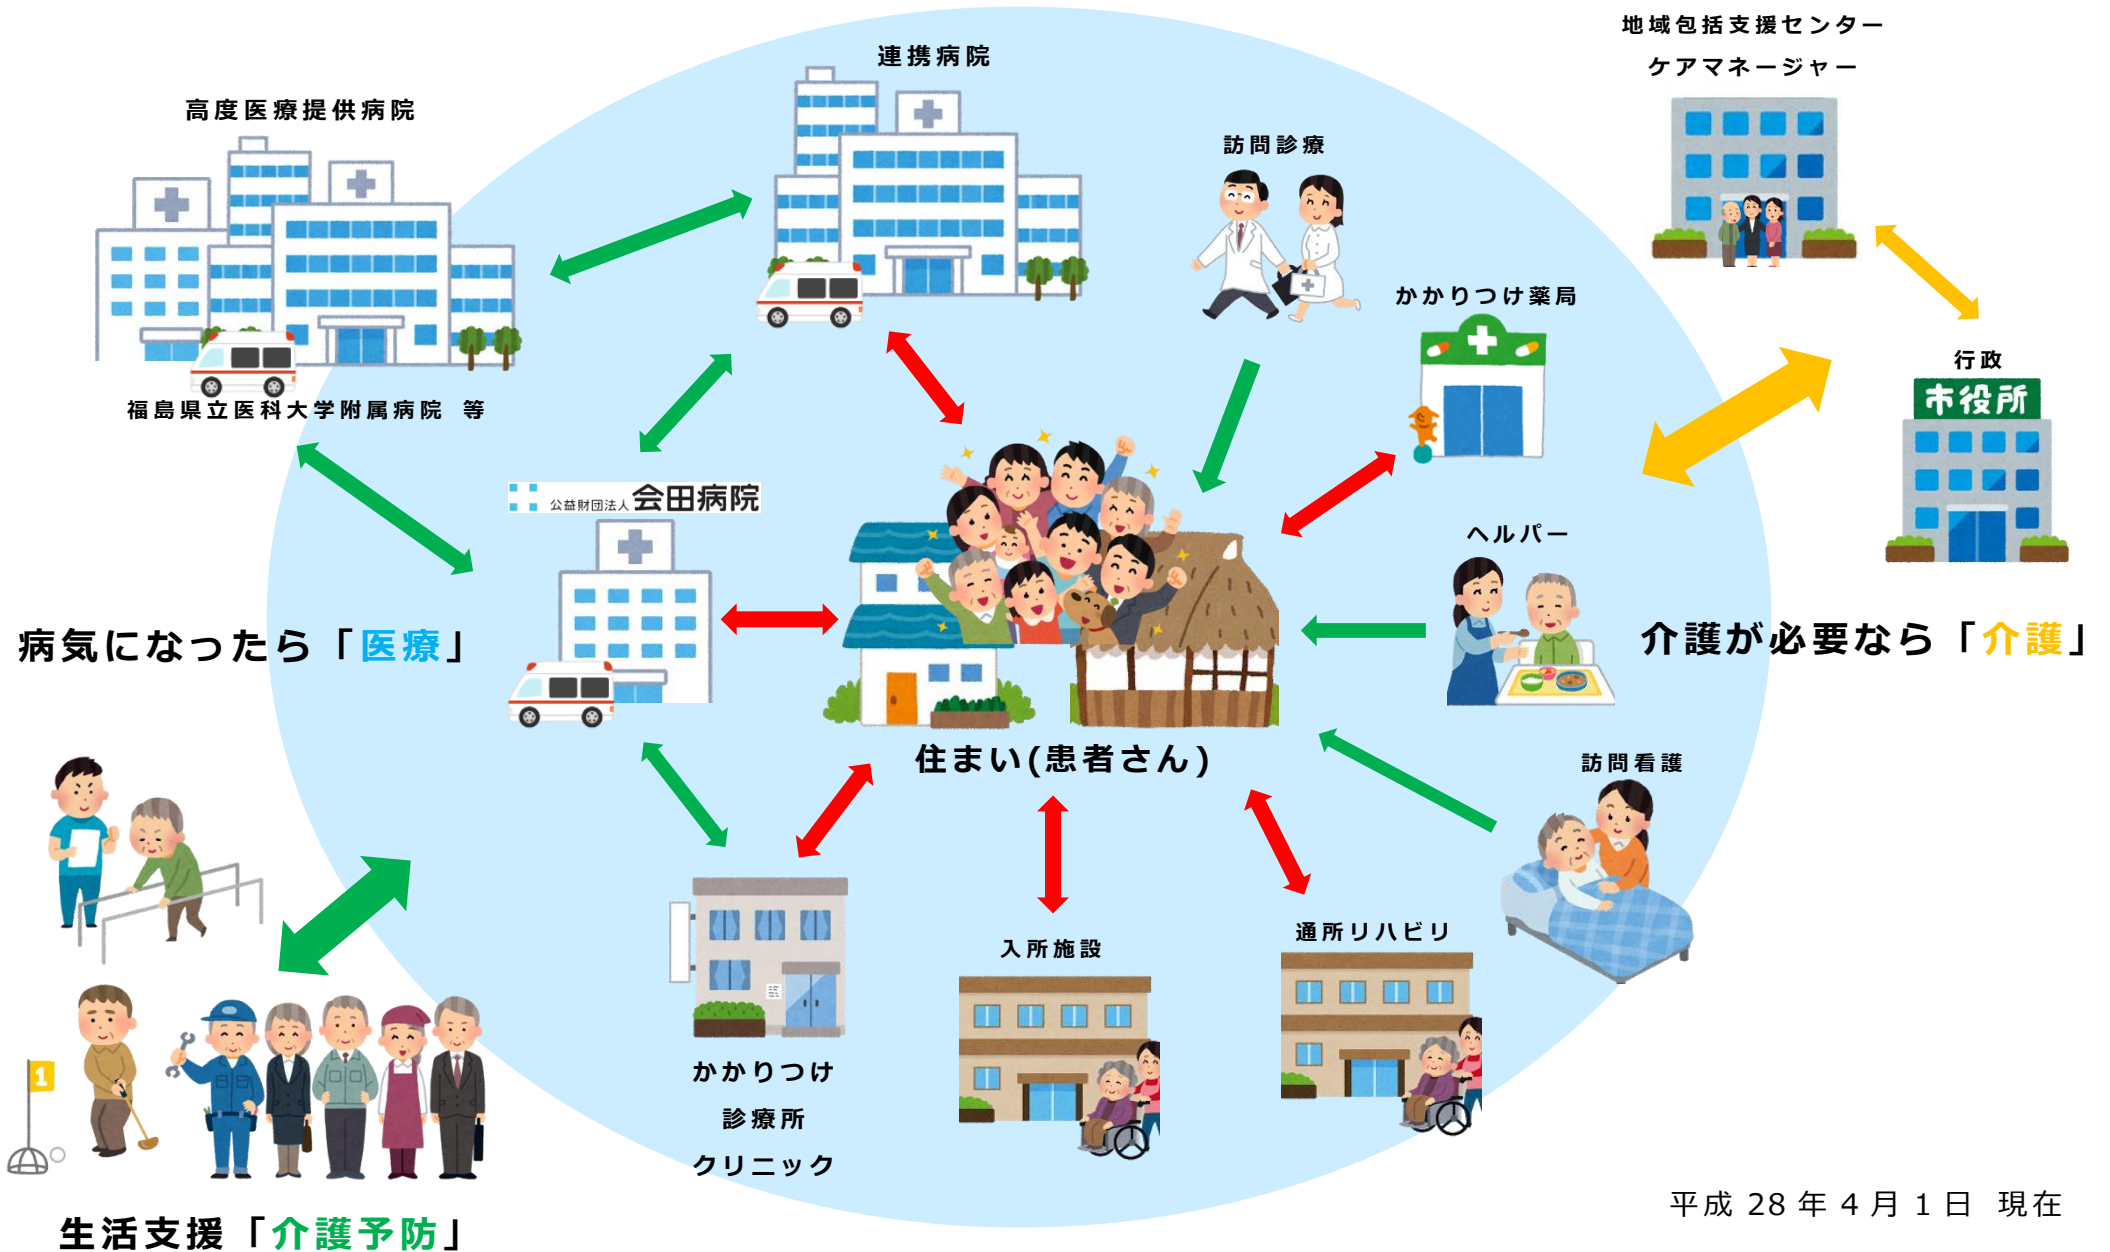 地域包括支援センター
ケアマネージャー
連携病院
高度医療提供病院
訪問診療
かかりつけ薬局
行政
市役所
福島県立医科大学附属病院 等
公益財団法人 会田病院
ヘルパー
病気になったら「医療」
介護が必要なら「介護」
住まい(患者さん)
訪問看護
通所リハビリ
入所施設
かかりつけ
診療所
クリニック
1
生活支援「介護予防」
平成 28 年 4 月 1 日 現在